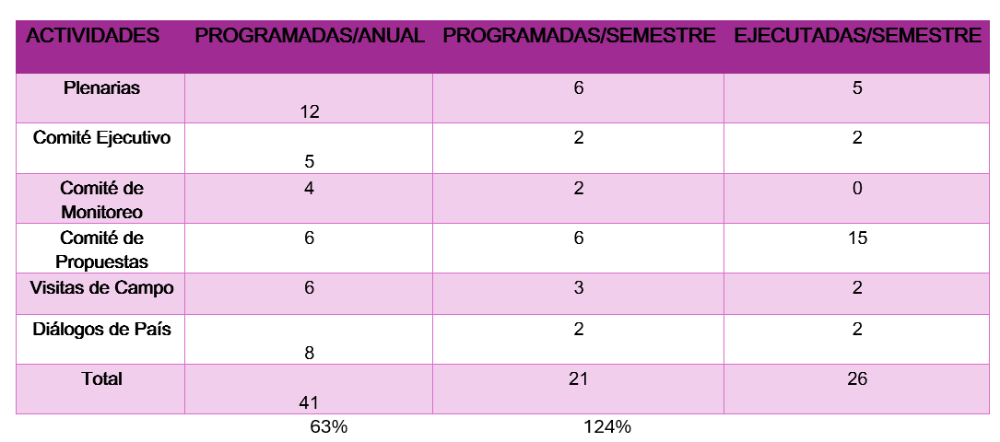 ACTIVIDADES PROGRAMADAS/ANUAL PROGRAMADAS/SEMESTRE EJECUTADAS/SEMESTRE
Plenarias 12 6 5
Comité Ejecutivo 5 2 2
Comité de
Monitoreo 4 2 0
Comité de
Propuestas 6 6 15
Visitas de Campo 6 3 2
Diálogos de País 8 2 2
Total 41 21 26
63% 124%